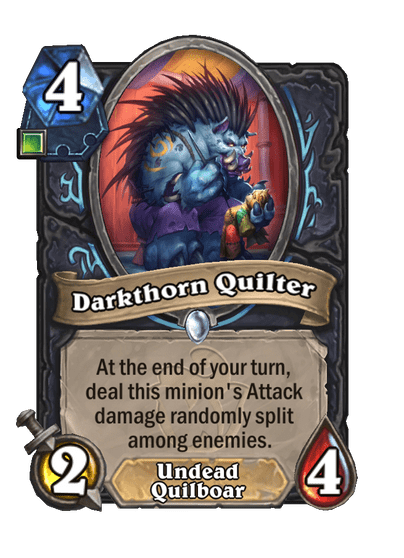 4
Darkthorn Quilter
At the end of your turn,
deal this minion's Attack
damage randomly split
among enemies.
2
Undead
Quilboar
4